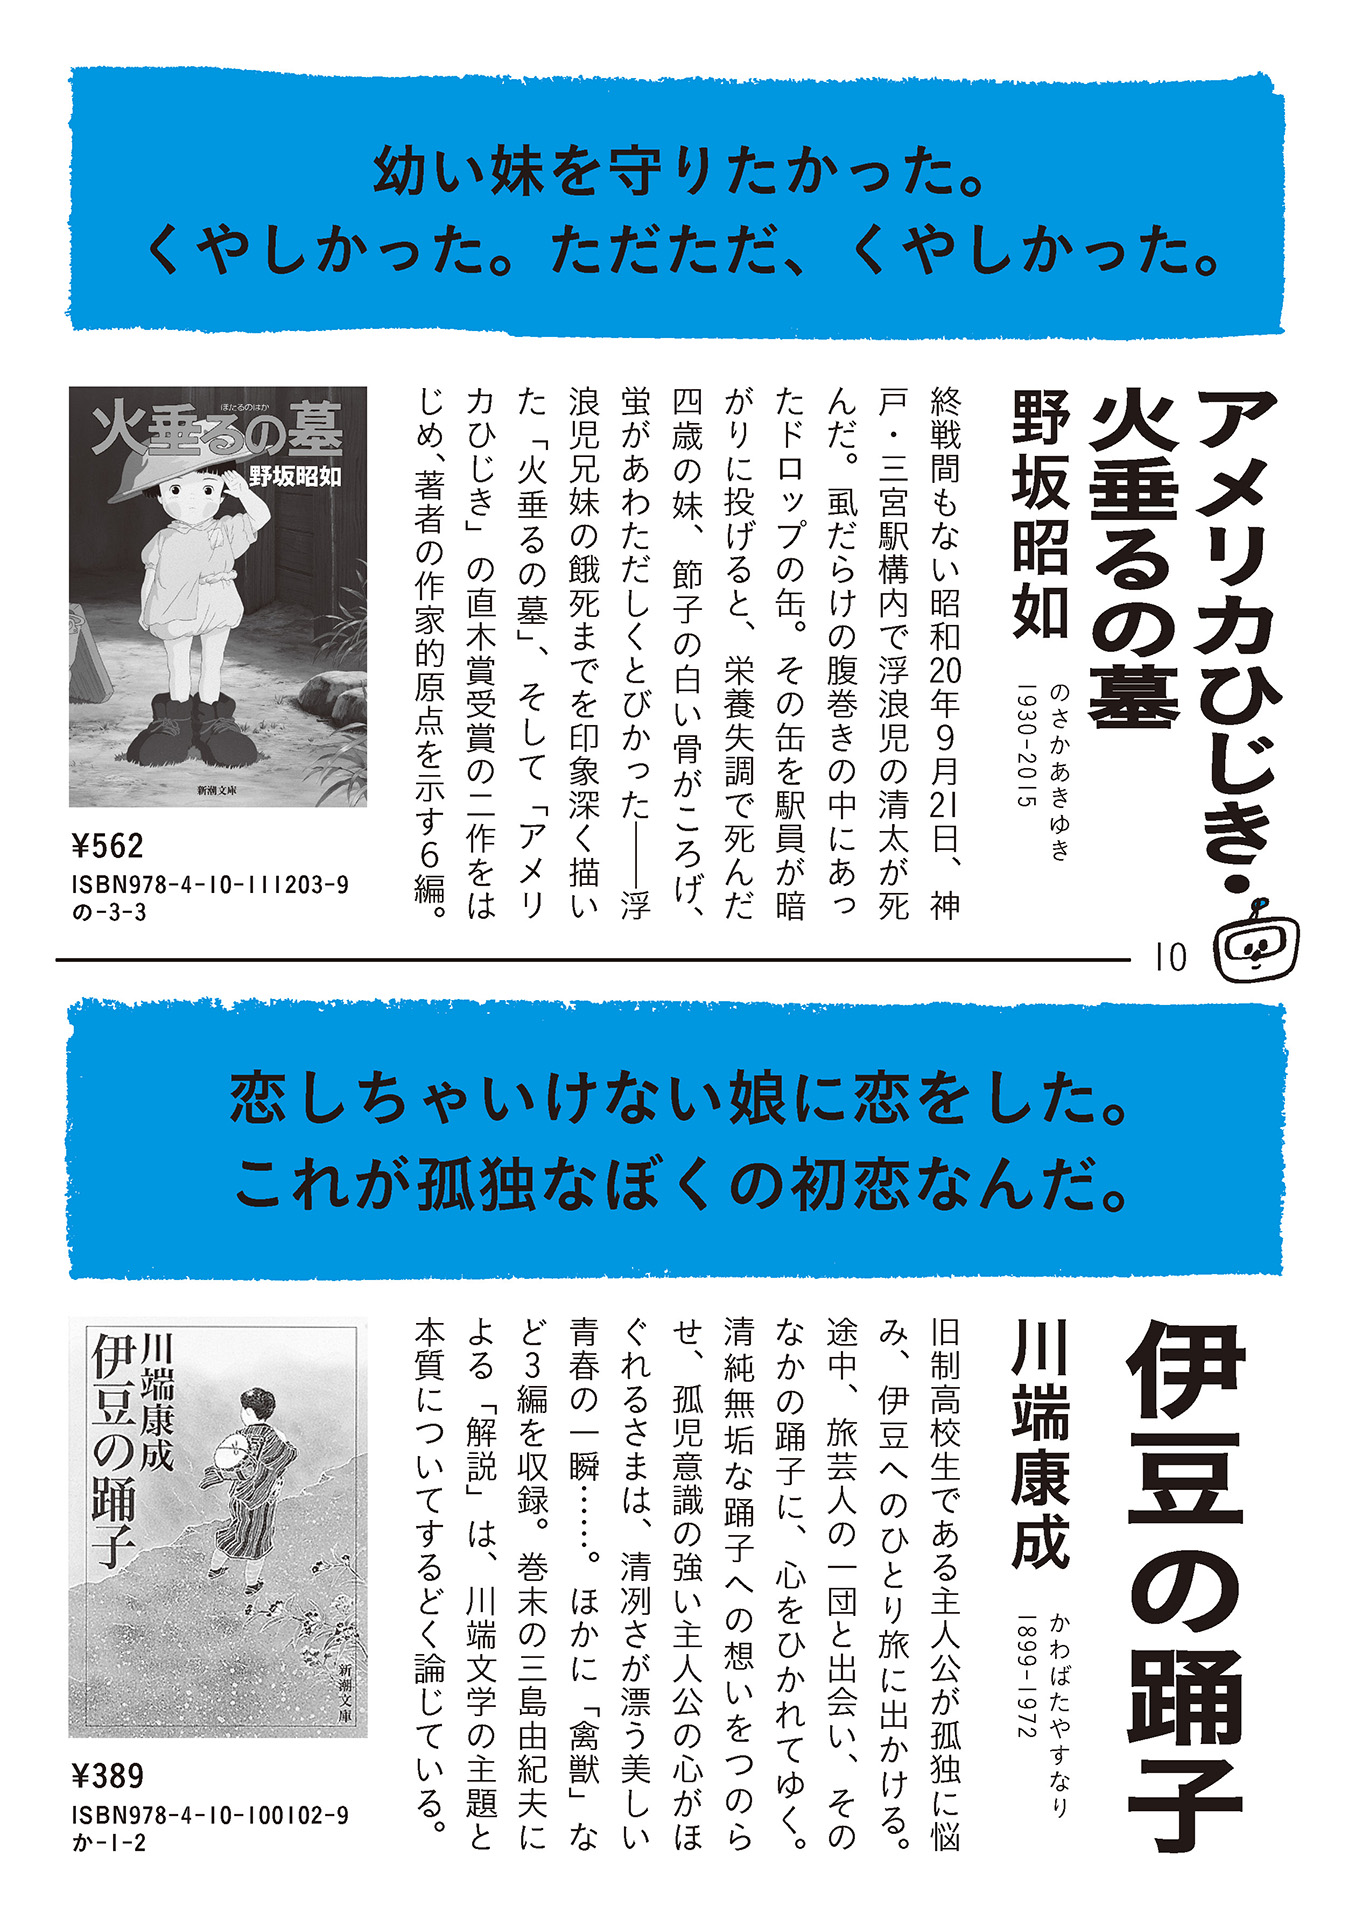 幼い妹を守りたかった。
くやしかった。ただただ、くやしかった。
アメリカひじき・
火垂るの墓
野坂昭如
のさかあきゆき
1930-2015
終戦間もない昭和20年9月21日、神
戸・三宮駅構内で浮浪児の清太が死
んだ。虱だらけの腹巻きの中にあっ
たドロップの缶。その缶を駅員が暗
がりに投げると、栄養失調で死んだ
四歳の妹、節子の白い骨がころげ、
蛍があわただしくとびかった――浮
浪児兄妹の餓死までを印象深く描い
た「火垂るの墓」、そして「アメリ
カひじき」の直木賞受賞の二作をは
じめ、著者の作家的原点を示す6編。
ほたるのはか
火垂るの墓
野坂昭如
新潮文庫
¥562
ISBN978-4-10-111203-9
の-3-3
10
恋しちゃいけない娘に恋をした。
これが孤独なぼくの初恋なんだ。
伊豆の踊子
川端康成
かわばたやすなり
1899-1972
旧制高校生である主人公が孤独に悩
み、伊豆へのひとり旅に出かける。
途中、旅芸人の一団と出会い、その
なかの踊子に、心をひかれてゆく。
清純無垢な踊子への想いをつのら
せ、孤児意識の強い主人公の心がほ
ぐれるさまは、清冽さが漂う美しい
青春の一瞬……。ほかに「禽獣」な
ど3編を収録。巻末の三島由紀夫に
よる「解説」は、川端文学の主題と
本質についてするどく論じている。
川端康成
伊豆の踊子
新潮文庫
¥389
ISBN978-4-10-100102-9
か-1-2